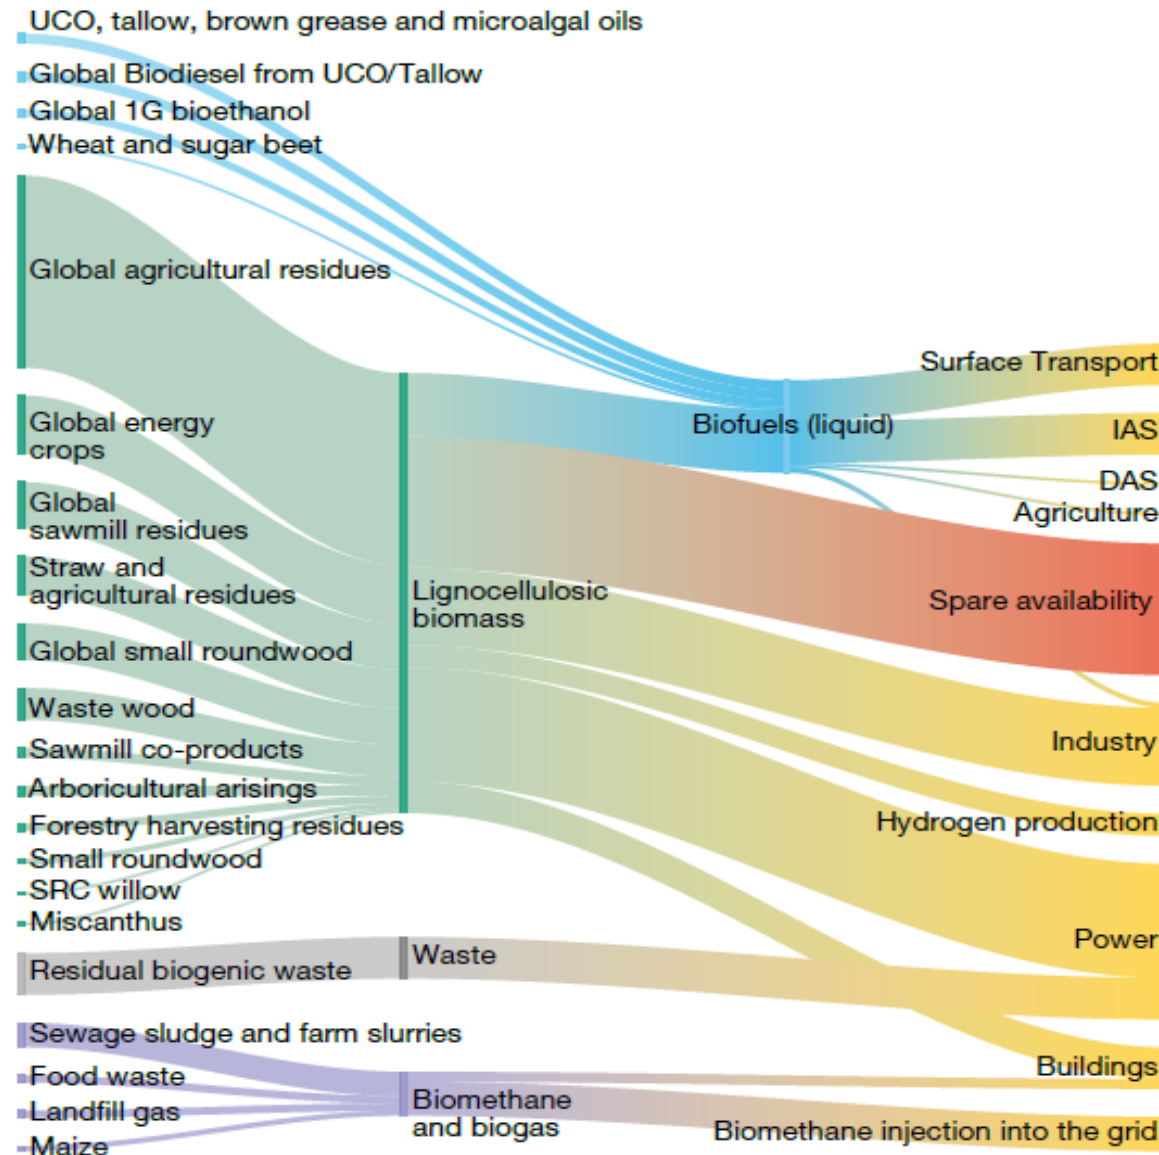 UCO, tallow, brown grease and microalgal oils
Global Biodiesel from UCO/Tallow
Global 1G bioethanol
Wheat and sugar beet
Global agricultural residues
Global energy
crops
Global
sawmill residues
Straw and
agricultural residues
Global small roundwood
Waste wood
Sawmill co-products
Arboricultural arisings
Forestry harvesting residues
Small roundwood
SRC willow
Miscanthus
Residual biogenic waste
Sewage sludge and farm slurries
Food waste
Landfill gas
Maize
Lignocellulosic
biomass
Waste
Biomethane
and biogas
Biofuels (liquid)
Surface Transport
IAS
DAS
Agriculture
Spare availability
Industry
Hydrogen production
Power
Buildings
Biomethane injection into the grid